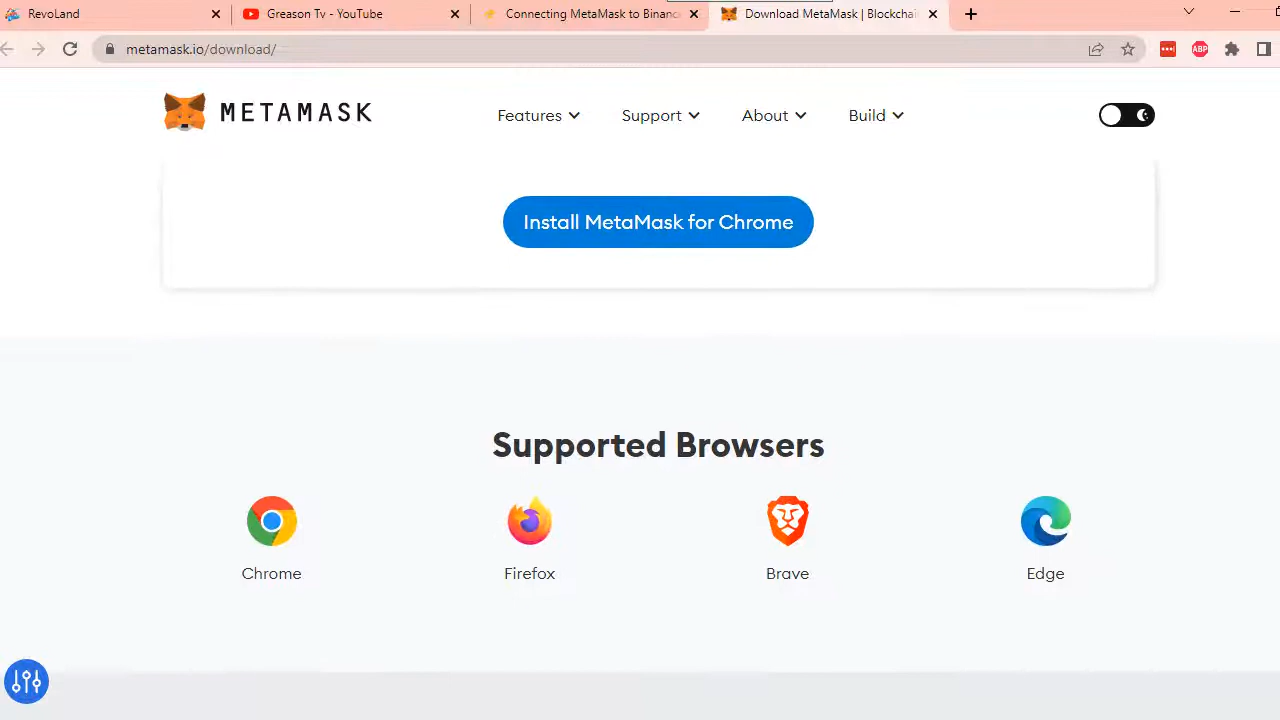 RevoLand
Greason Tv - YouTube
Connecting MetaMask to Binanc
Download MetaMask | Blockchai
metamask.io/download/
ABP
METAMASK
Features
Support
About
Build
Install MetaMask for Chrome
Supported Browsers
Chrome
Firefox
Brave
Edge